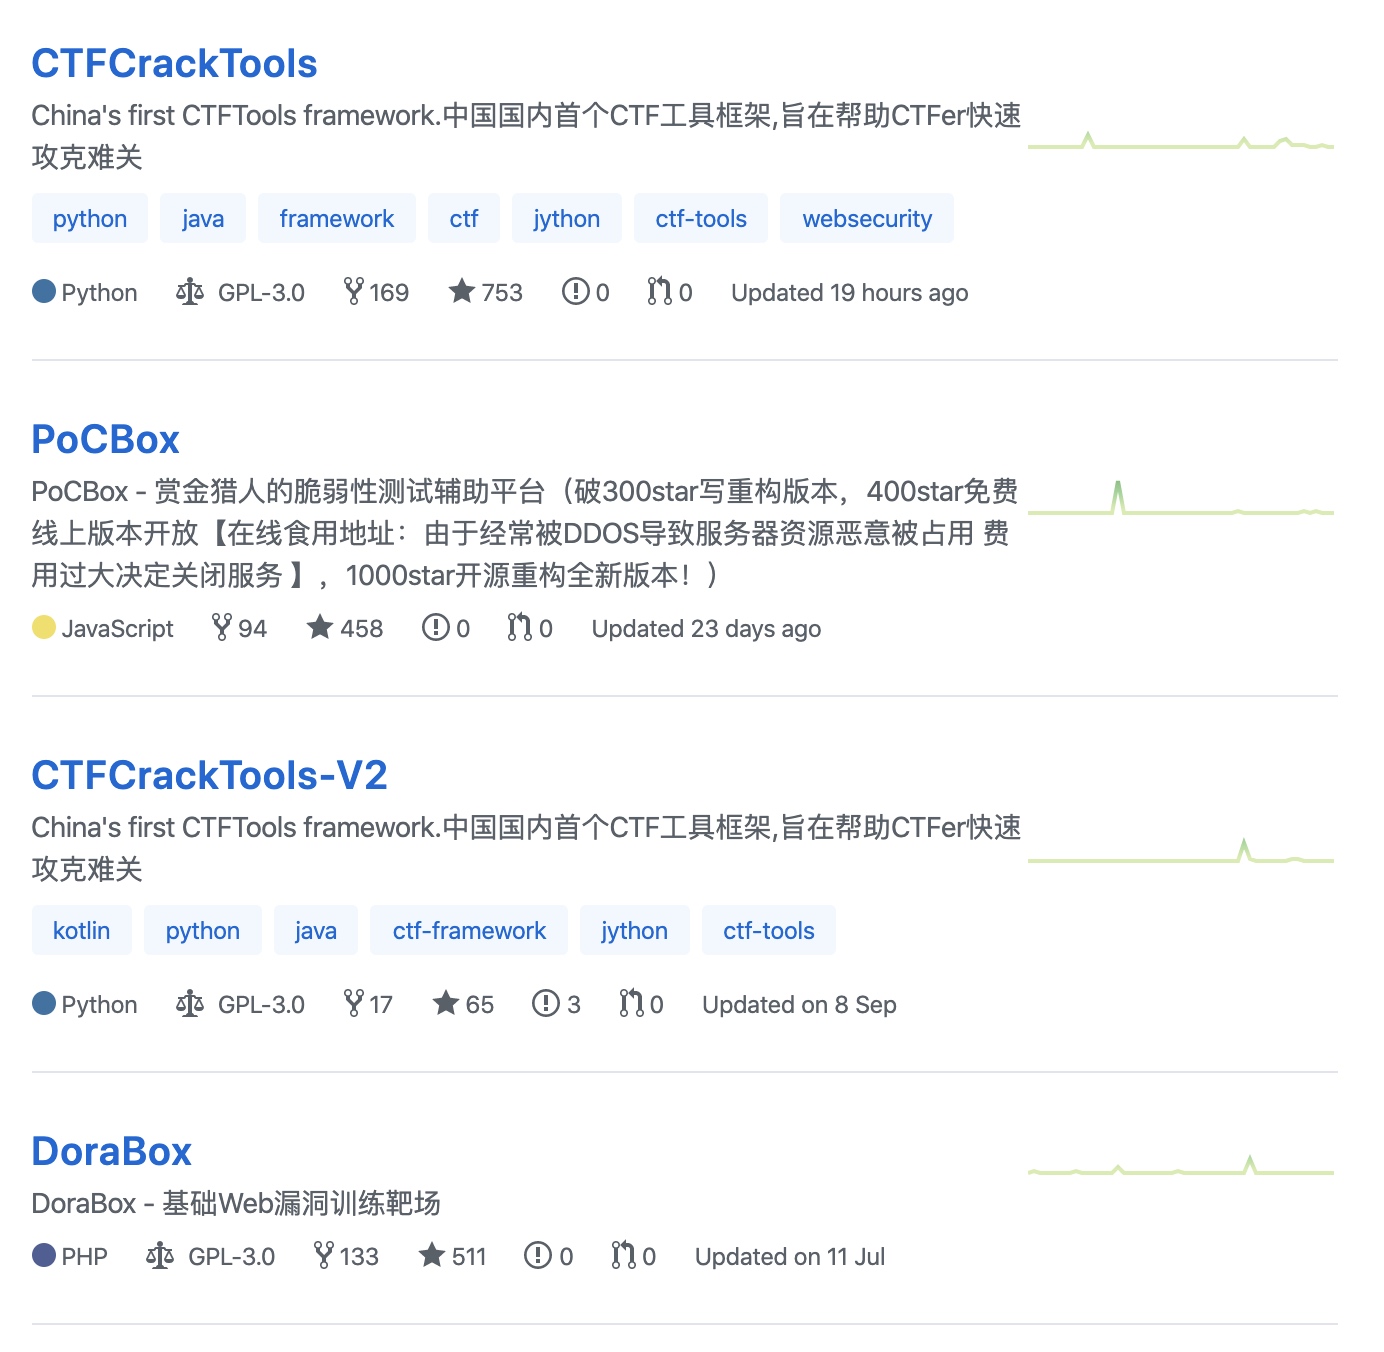 CTFCrackTools
China's first CTFTools framework.中国国内首个CTF工具框架,旨在帮助CTFer快速
攻克难关
python java framework ctf jython ctf-tools websecurity
Python GPL-3.0 169 753 0 0 Updated 19 hours ago
PoCBox
PoCBox - 赏金猎人的脆弱性测试辅助平台（破300star写重构版本，400star免费
线上版本开放【在线食用地址：由于经常被DDOS导致服务器资源恶意被占用 费
用过大决定关闭服务 】，1000star开源重构全新版本！）
JavaScript 94 458 0 0 Updated 23 days ago
CTFCrackTools-V2
China's first CTFTools framework.中国国内首个CTF工具框架,旨在帮助CTFer快速
攻克难关
kotlin python java ctf-framework jython ctf-tools
Python GPL-3.0 17 65 3 0 Updated on 8 Sep
DoraBox
DoraBox - 基础Web漏洞训练靶场
PHP GPL-3.0 133 511 0 0 Updated on 11 Jul